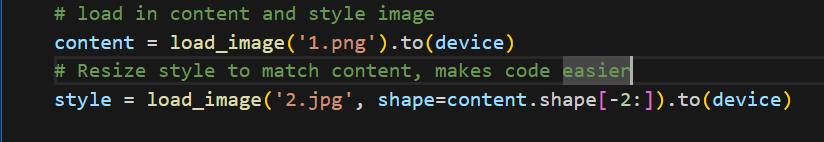 # load in content and style image
content = load_image('1.png').to(device)
# Resize style to match content, makes code easier
style = load_image('2.jpg', shape=content.shape[-2:]).to(device)